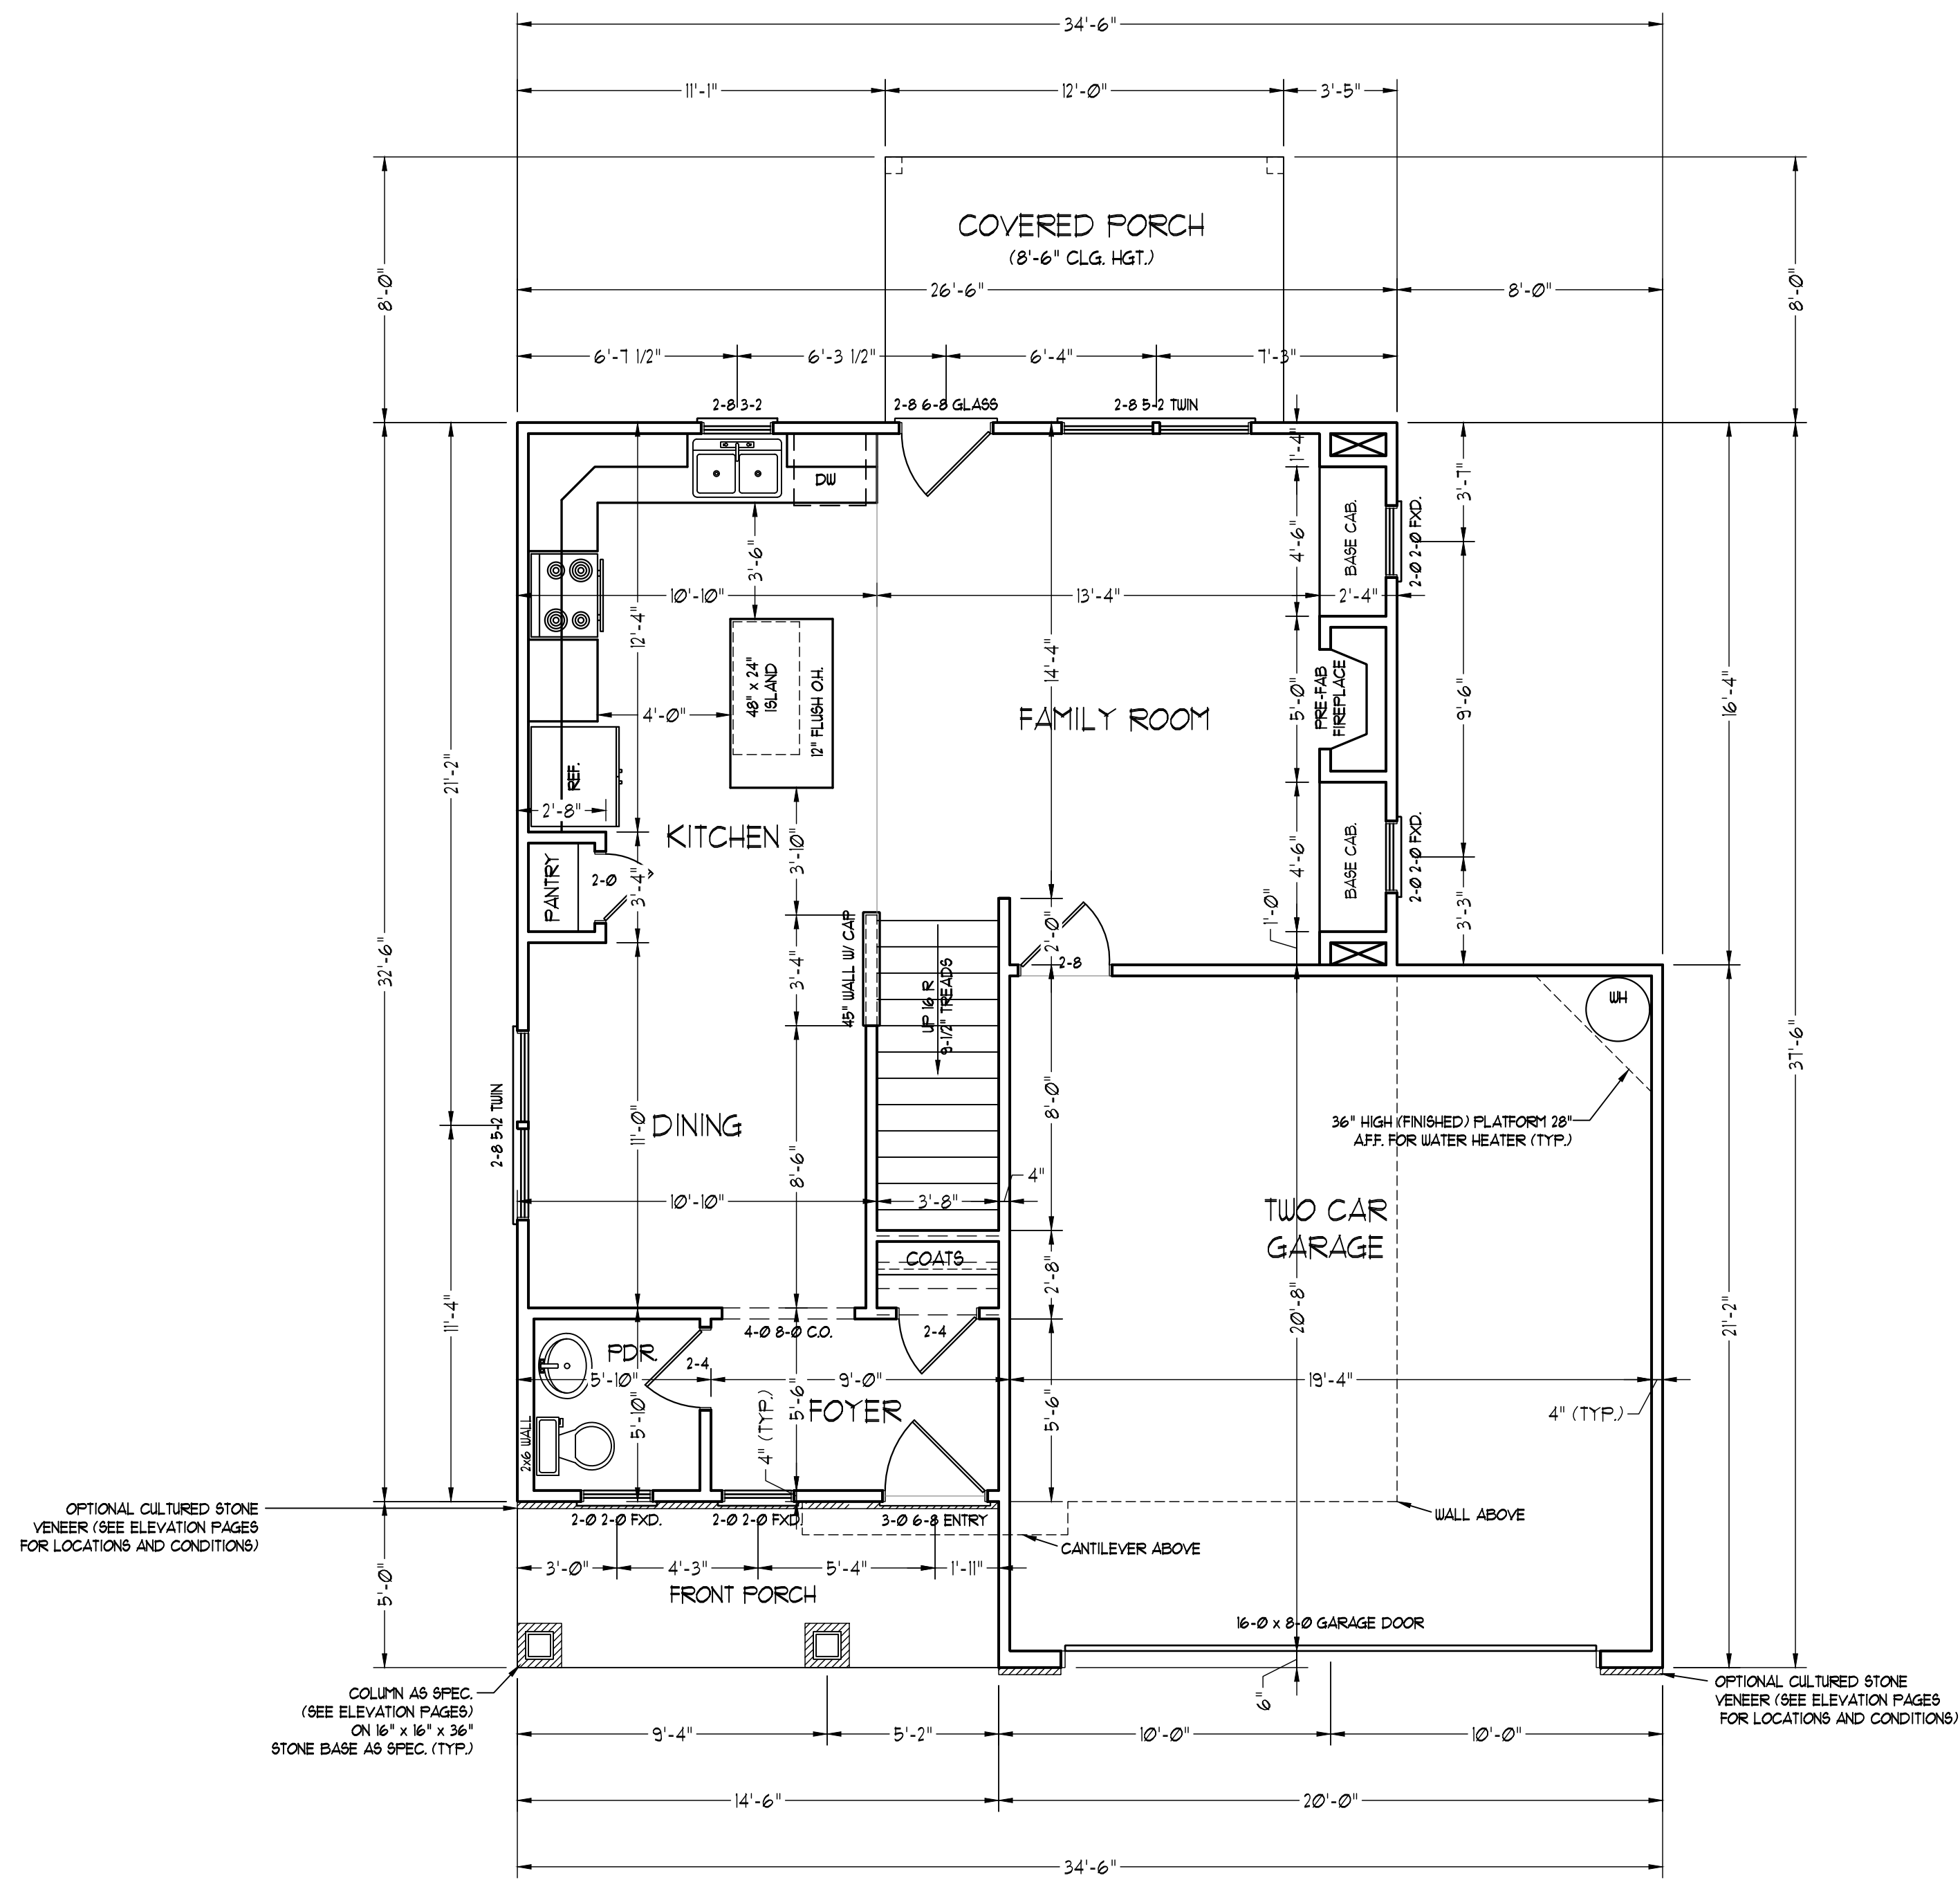 34'-6"
11'-1"
12'-0"
3'-5"
COVERED PORCH
(8'-6" CLG. HGT.)
8'-0"
8'-0"
26'-6"
8'-0"
6'-7 1/2"
6'-3 1/2"
6'-4"
7'-3"
2-8 3-2
2-8 6-8 GLASS
2-8 5-2 TWIN
DW
1'-4"
3'-7"
3'-6"
4'-6"
BASE CAB.
2-0 2-0 FXD.
10'-10"
13'-4"
2'-4"
12'-4"
14'-4"
48" x 24"
ISLAND
12" FLUSH O.H.
4'-0"
FAMILY ROOM
5'-0"
PRE-FAB
FIREPLACE
9'-6"
16'-4"
REF.
2'-8"
21'-2"
KITCHEN
3'-10"
4'-6"
BASE CAB.
2-0 2-0 FXD.
PANTRY
2-0
3'-4"
1'-0"
3'-3"
2'-0"
2-8
32'-6"
3'-4"
45" WALL W/ CAP
UP 16 R
9-1/2" TREADS
WH
37'-6"
2-8 5-2 TWIN
DINING
11'-0"
8'-6"
8'-0"
36" HIGH (FINISHED) PLATFORM 28"
A.F.F. FOR WATER HEATER (TYP.)
10'-10"
3'-8"
4"
TWO CAR
GARAGE
COATS
2'-8"
11'-4"
20'-8"
21'-2"
4-0 8-0 C.O.
2-4
PDR.
2-4
5'-10"
9'-0"
19'-4"
5'-10"
4" (TYP.)
5'-6"
FOYER
5'-6"
4" (TYP.)
2x6 WALL
OPTIONAL CULTURED STONE
VENEER (SEE ELEVATION PAGES
FOR LOCATIONS AND CONDITIONS)
2-0 2-0 FXD.
2-0 2-0 FXD.
3-0 6-8 ENTRY
WALL ABOVE
CANTILEVER ABOVE
5'-0"
3'-0"
4'-3"
5'-4"
1'-11"
FRONT PORCH
16-0 x 8-0 GARAGE DOOR
6"
COLUMN AS SPEC.
(SEE ELEVATION PAGES)
ON 16" x 16" x 36"
STONE BASE AS SPEC. (TYP.)
OPTIONAL CULTURED STONE
VENEER (SEE ELEVATION PAGES
FOR LOCATIONS AND CONDITIONS)
9'-4"
5'-2"
10'-0"
10'-0"
14'-6"
20'-0"
34'-6"